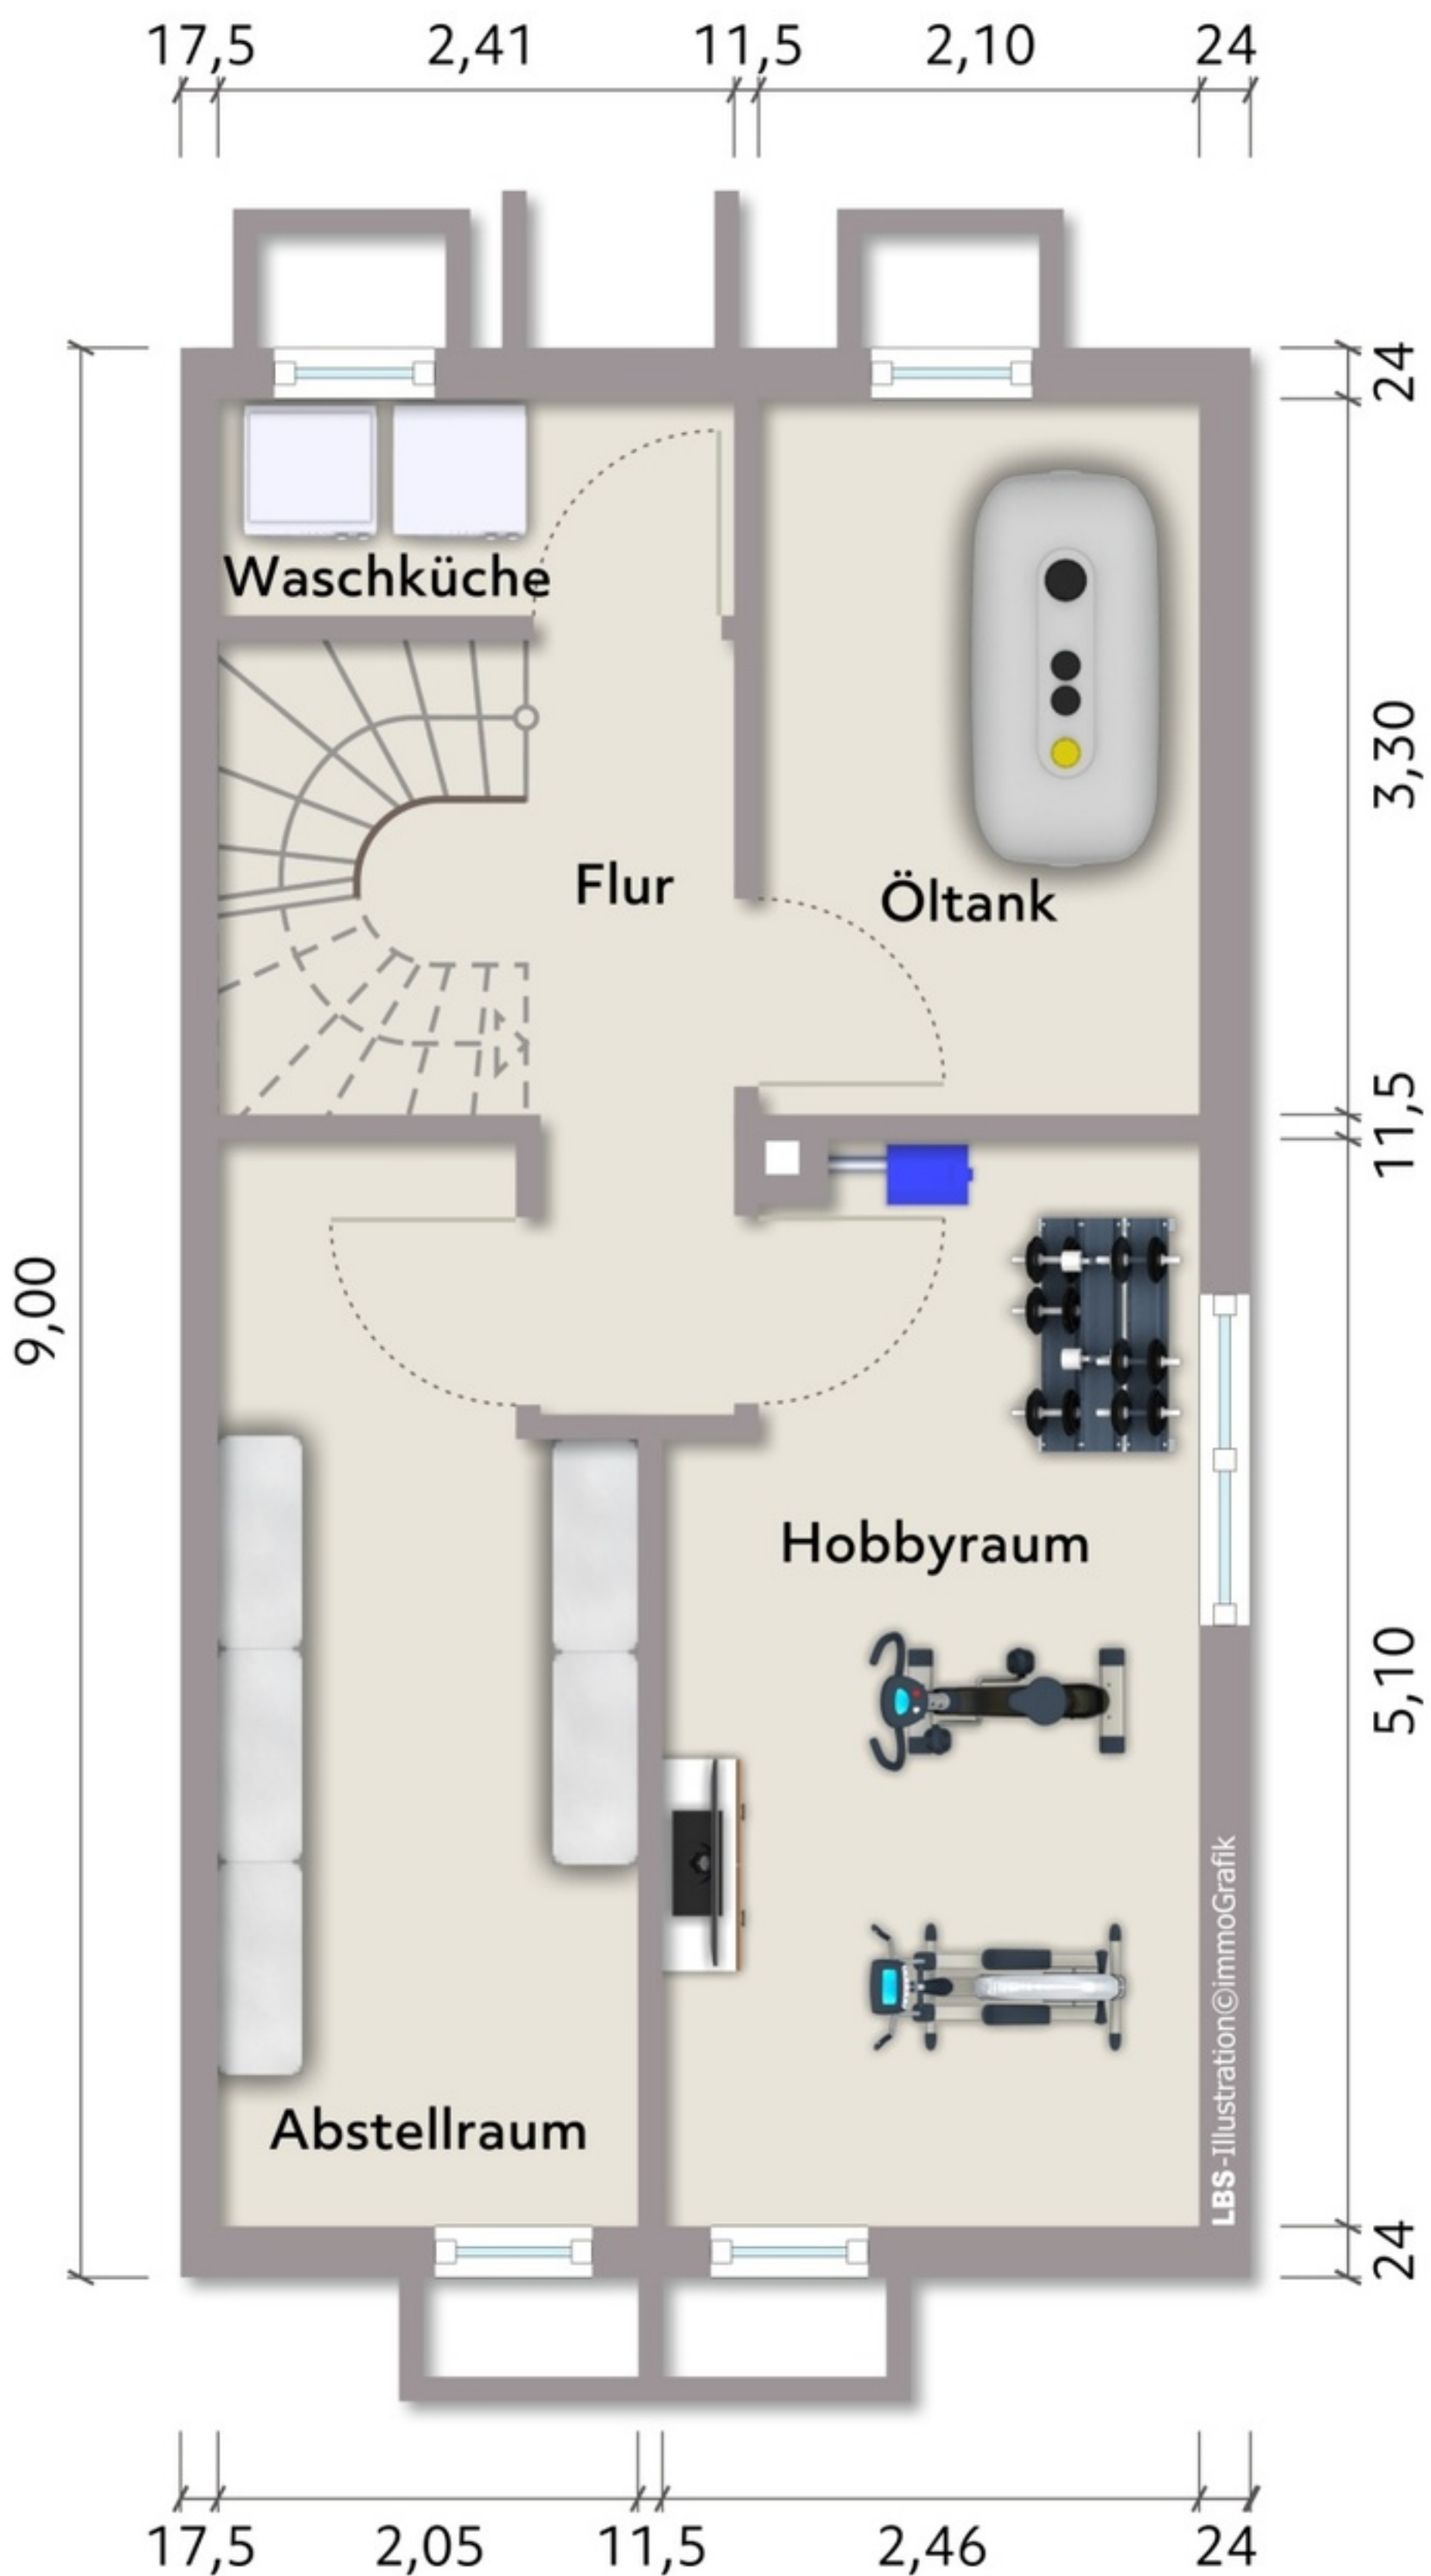 17,5 2,41 11,5 2,10 24
24
Waschküche
3,30
Flur
Öltank
11,5
9,00
Hobbyraum
5,10
LBS-Illustration©immoGrafik
Abstellraum
24
17,5 2,05 11,5 2,46 24